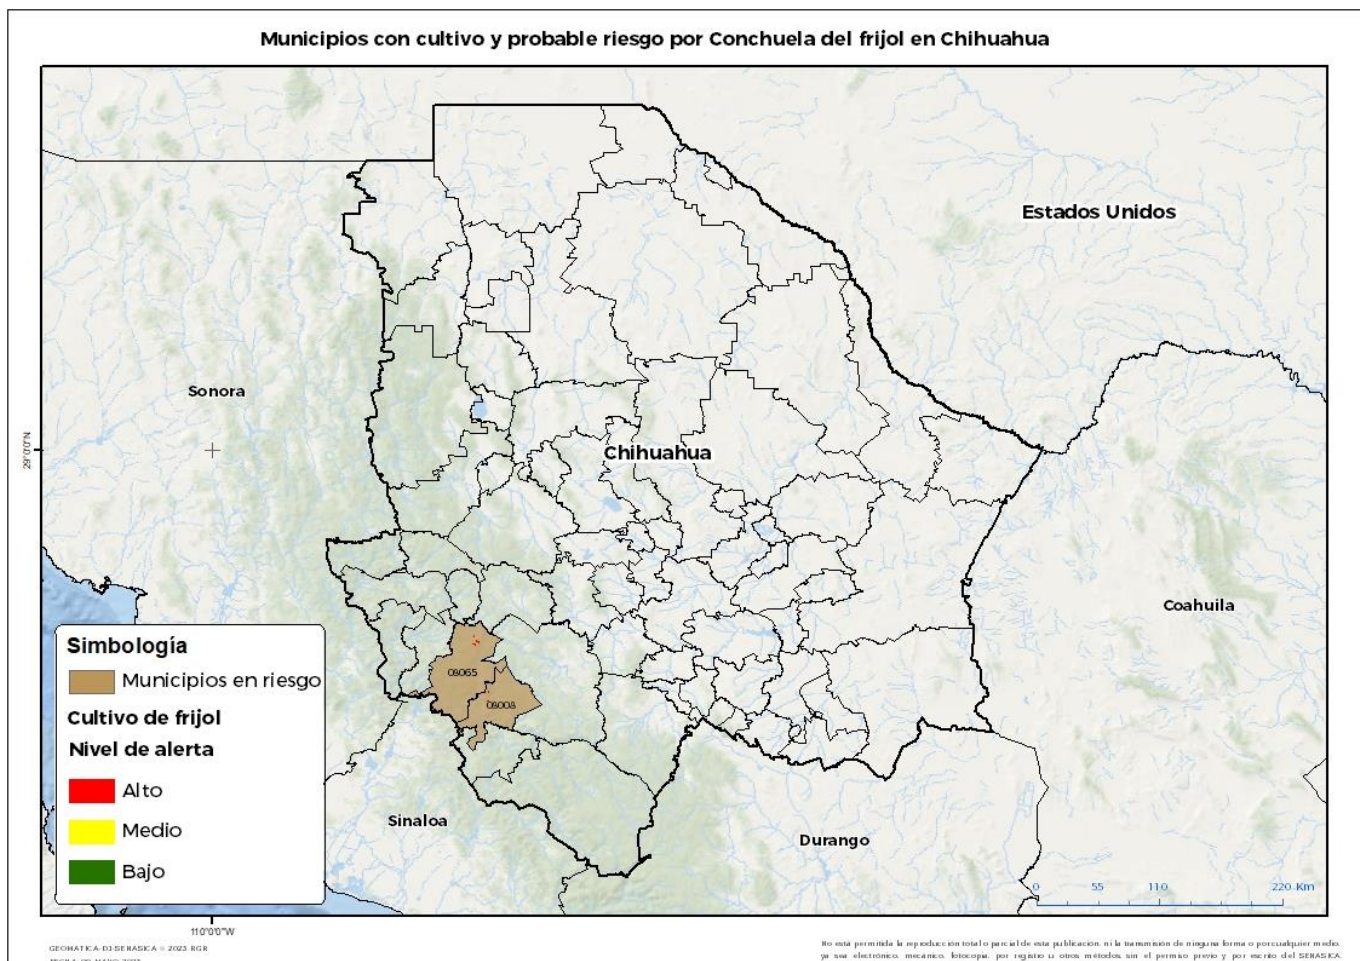 Municipios con cultivo y probable riesgo por Conchuela del frijol en Chihuahua
Estados Unidos
Sonora
29°0'0"N
Chihuahua
Coahuila
Simbología
Municipios en riesgo
08065
08008
Cultivo de frijol
Nivel de alerta
Alto
Medio
Bajo
Sinaloa
Durango
0 55 110 220 Km
110°0'0"W
GEOMATICA-DJ-SENASICA © 2023 RGR
No está permitida la reproducción total o parcial de esta publicación, ni la transmisión de ninguna forma o por cualquier medio,
ya sea electrónico, mecánico, fotocopia, por registro u otros métodos, sin el permiso previo y por escrito del SENASICA.